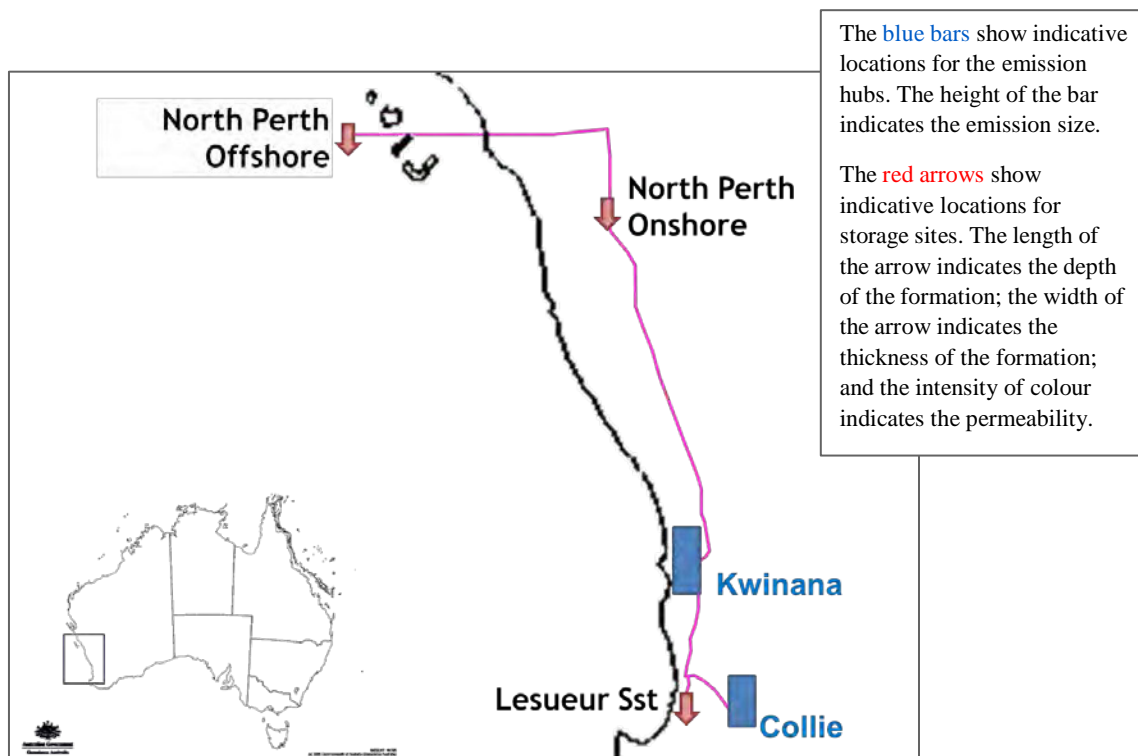 The blue bars show indicative
locations for the emission
hubs. The height of the bar
indicates the emission size.
The red arrows show
indicative locations for
storage sites. The length of
the arrow indicates the depth
of the formation; the width of
the arrow indicates the
thickness of the formation;
and the intensity of colour
indicates the permeability.
North Perth
Offshore
North Perth
Onshore
Kwinana
Lesueur Sst
Collie
Australian Government